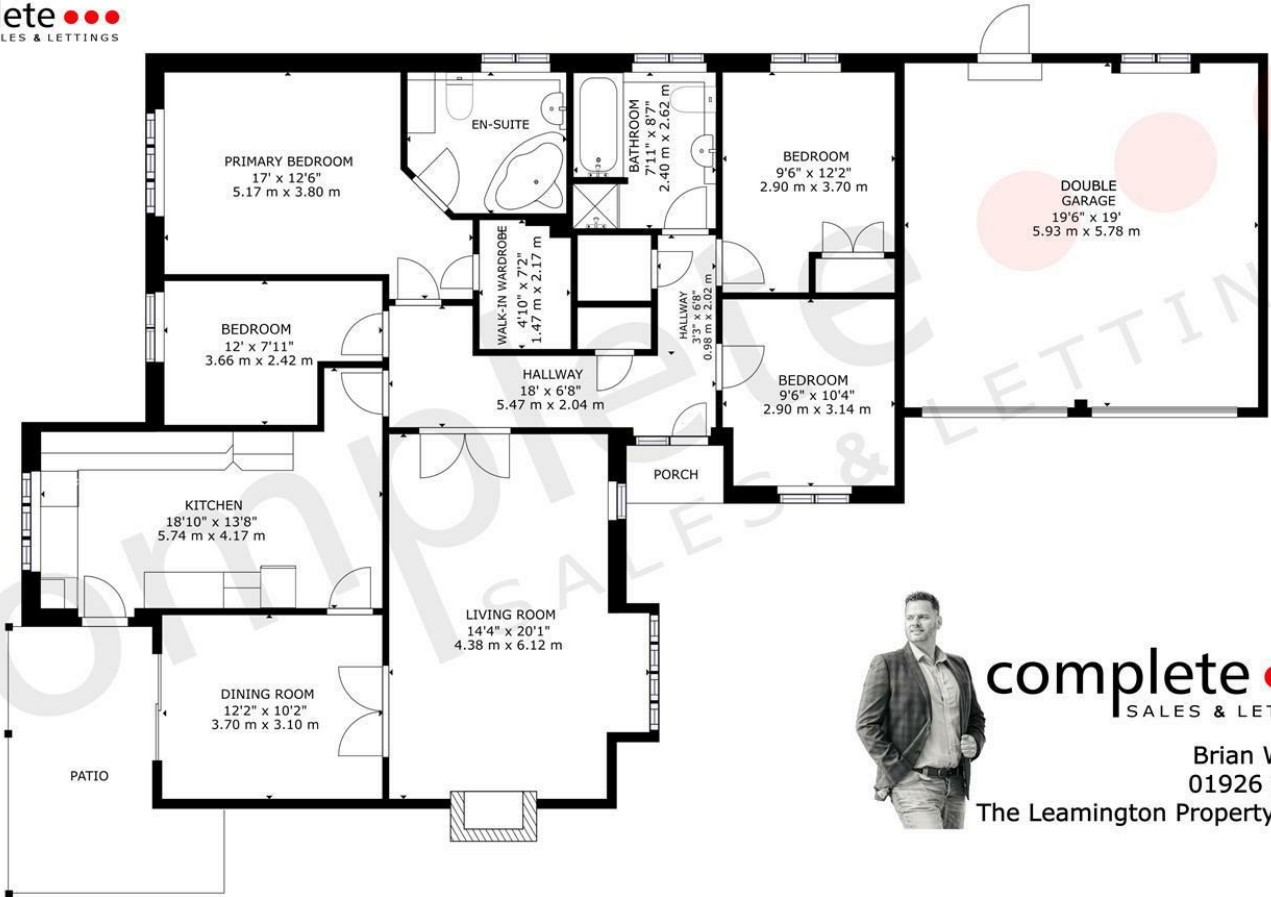 ete
LES & LETTINGS
PRIMARY BEDROOM
17' x 12'6"
5.17 m x 3.80 m
EN-SUITE
BATHROOM
7'11" x 8'7"
2.40 m x 2.62 m
BEDROOM
9'6" x 12'2"
2.90 m x 3.70 m
DOUBLE
GARAGE
19'6" x 19'
5.93 m x 5.78 m
WALK-IN WARDROBE
4'10" x 7'2"
1.47 m x 2.17 m
HALLWAY
3'3" x 6'8"
0.98 m x 2.02 m
BEDROOM
12' x 7'11"
3.66 m x 2.42 m
HALLWAY
18' x 6'8"
5.47 m x 2.04 m
BEDROOM
9'6" x 10'4"
2.90 m x 3.14 m
PORCH
KITCHEN
18'10" x 13'8"
5.74 m x 4.17 m
LIVING ROOM
14'4" x 20'1"
4.38 m x 6.12 m
DINING ROOM
12'2" x 10'2"
3.70 m x 3.10 m
PATIO
omplete
SALES & LETTIN
complete
SALES & LET
Brian W
01926
The Leamington Property